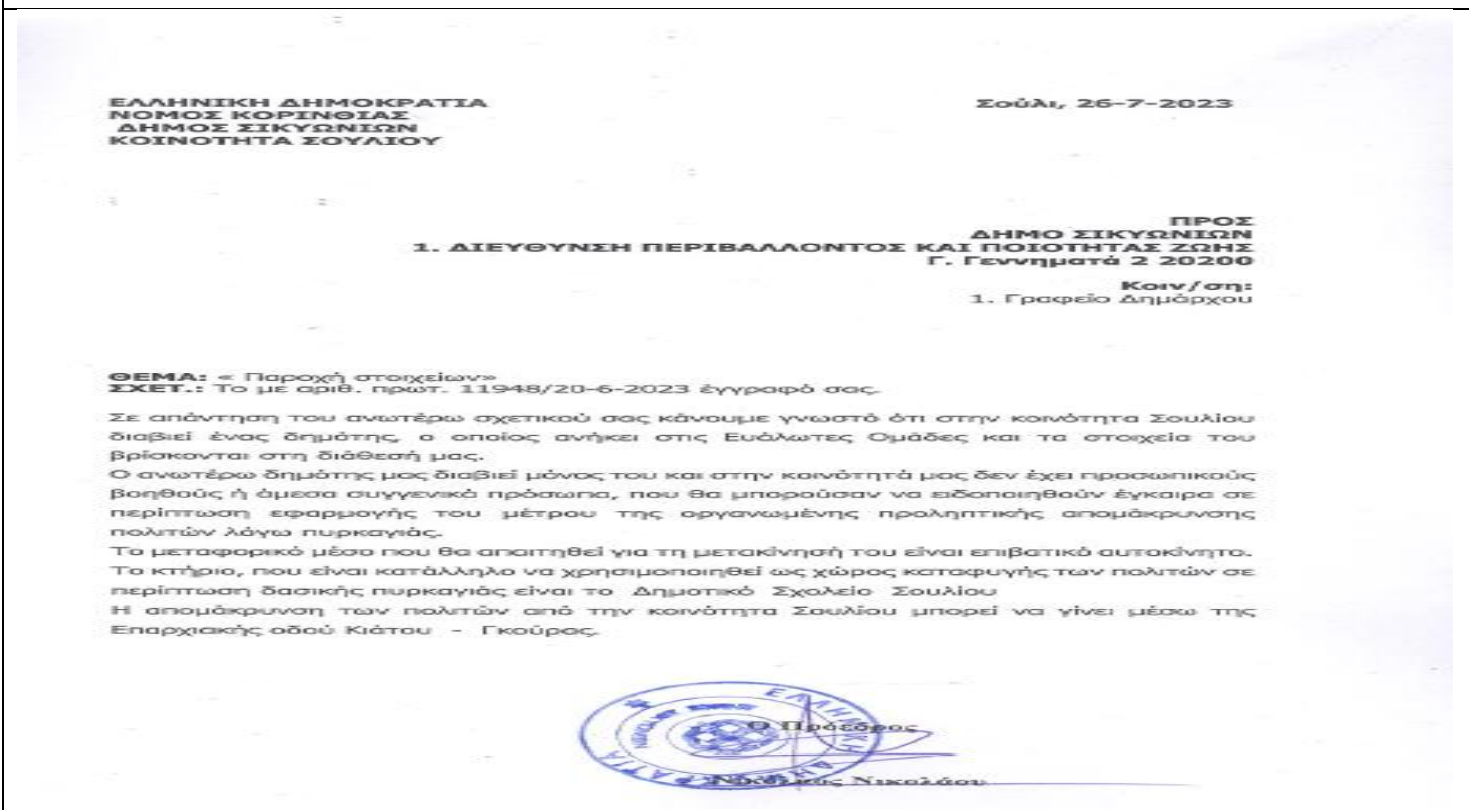 ΕΛΛΗΝΙΚΗ ΔΗΜΟΚΡΑΤΙΑ
Σούλι, 26-7-2023
ΝΟΜΟΣ ΚΟΡΙΝΘΙΑΣ
ΔΗΜΟΣ ΣΙΚΥΩΝΙΩΝ
ΚΟΙΝΟΤΗΤΑ ΣΟΥΛΙΟΥ
ΠΡΟΣ
ΔΗΜΟ ΣΙΚΥΩΝΙΩΝ
1. ΔΙΕΥΘΥΝΣΗ ΠΕΡΙΒΑΛΛΟΝΤΟΣ ΚΑΙ ΠΟΙΟΤΗΤΑΣ ΖΩΗΣ
Γ. Γεννηματά 2 20200
Κοιν/ση:
1. Γραφείο Δημάρχου
ΘΕΜΑ: « Παροχή στοιχείων»
ΣΧΕΤ.: Το με αριθ. πρωτ. 11948/20-6-2023 έγγραφό σας.
Σε απάντηση του ανωτέρω σχετικού σας κάνουμε γνωστό ότι στην κοινότητα Σουλίου
διαβιεί ένας δημότης, ο οποίος ανήκει στις Ευάλωτες Ομάδες και τα στοιχεία του
βρίσκονται στη διάθεσή μας.
Ο ανωτέρω δημότης μας διαβιεί μόνος του και στην κοινότητά μας δεν έχει προσωπικούς
βοηθούς ή άμεσα συγγενικά πρόσωπα, που θα μπορούσαν να ειδοποιηθούν έγκαιρα σε
περίπτωση εφαρμογής του μέτρου της οργανωμένης προληπτικής απομάκρυνσης
πολιτών λόγω πυρκαγιάς.
Το μεταφορικό μέσο που θα απαιτηθεί για τη μετακίνησή του είναι επιβατικό αυτοκίνητο.
Το κτήριο, που είναι κατάλληλο να χρησιμοποιηθεί ως χώρος καταφυγής των πολιτών σε
περίπτωση δασικής πυρκαγιάς είναι το Δημοτικό Σχολείο Σουλίου
Η απομάκρυνση των πολιτών από την κοινότητα Σουλίου μπορεί να γίνει μέσω της
Επαρχιακής οδού Κιάτου - Γκούρας.
ΕΛΛΗΝΙΚΗ ΔΗΜΟΚΡΑΤΙΑ
Ο Πρόεδρος
Νικόλαος Νικολάου